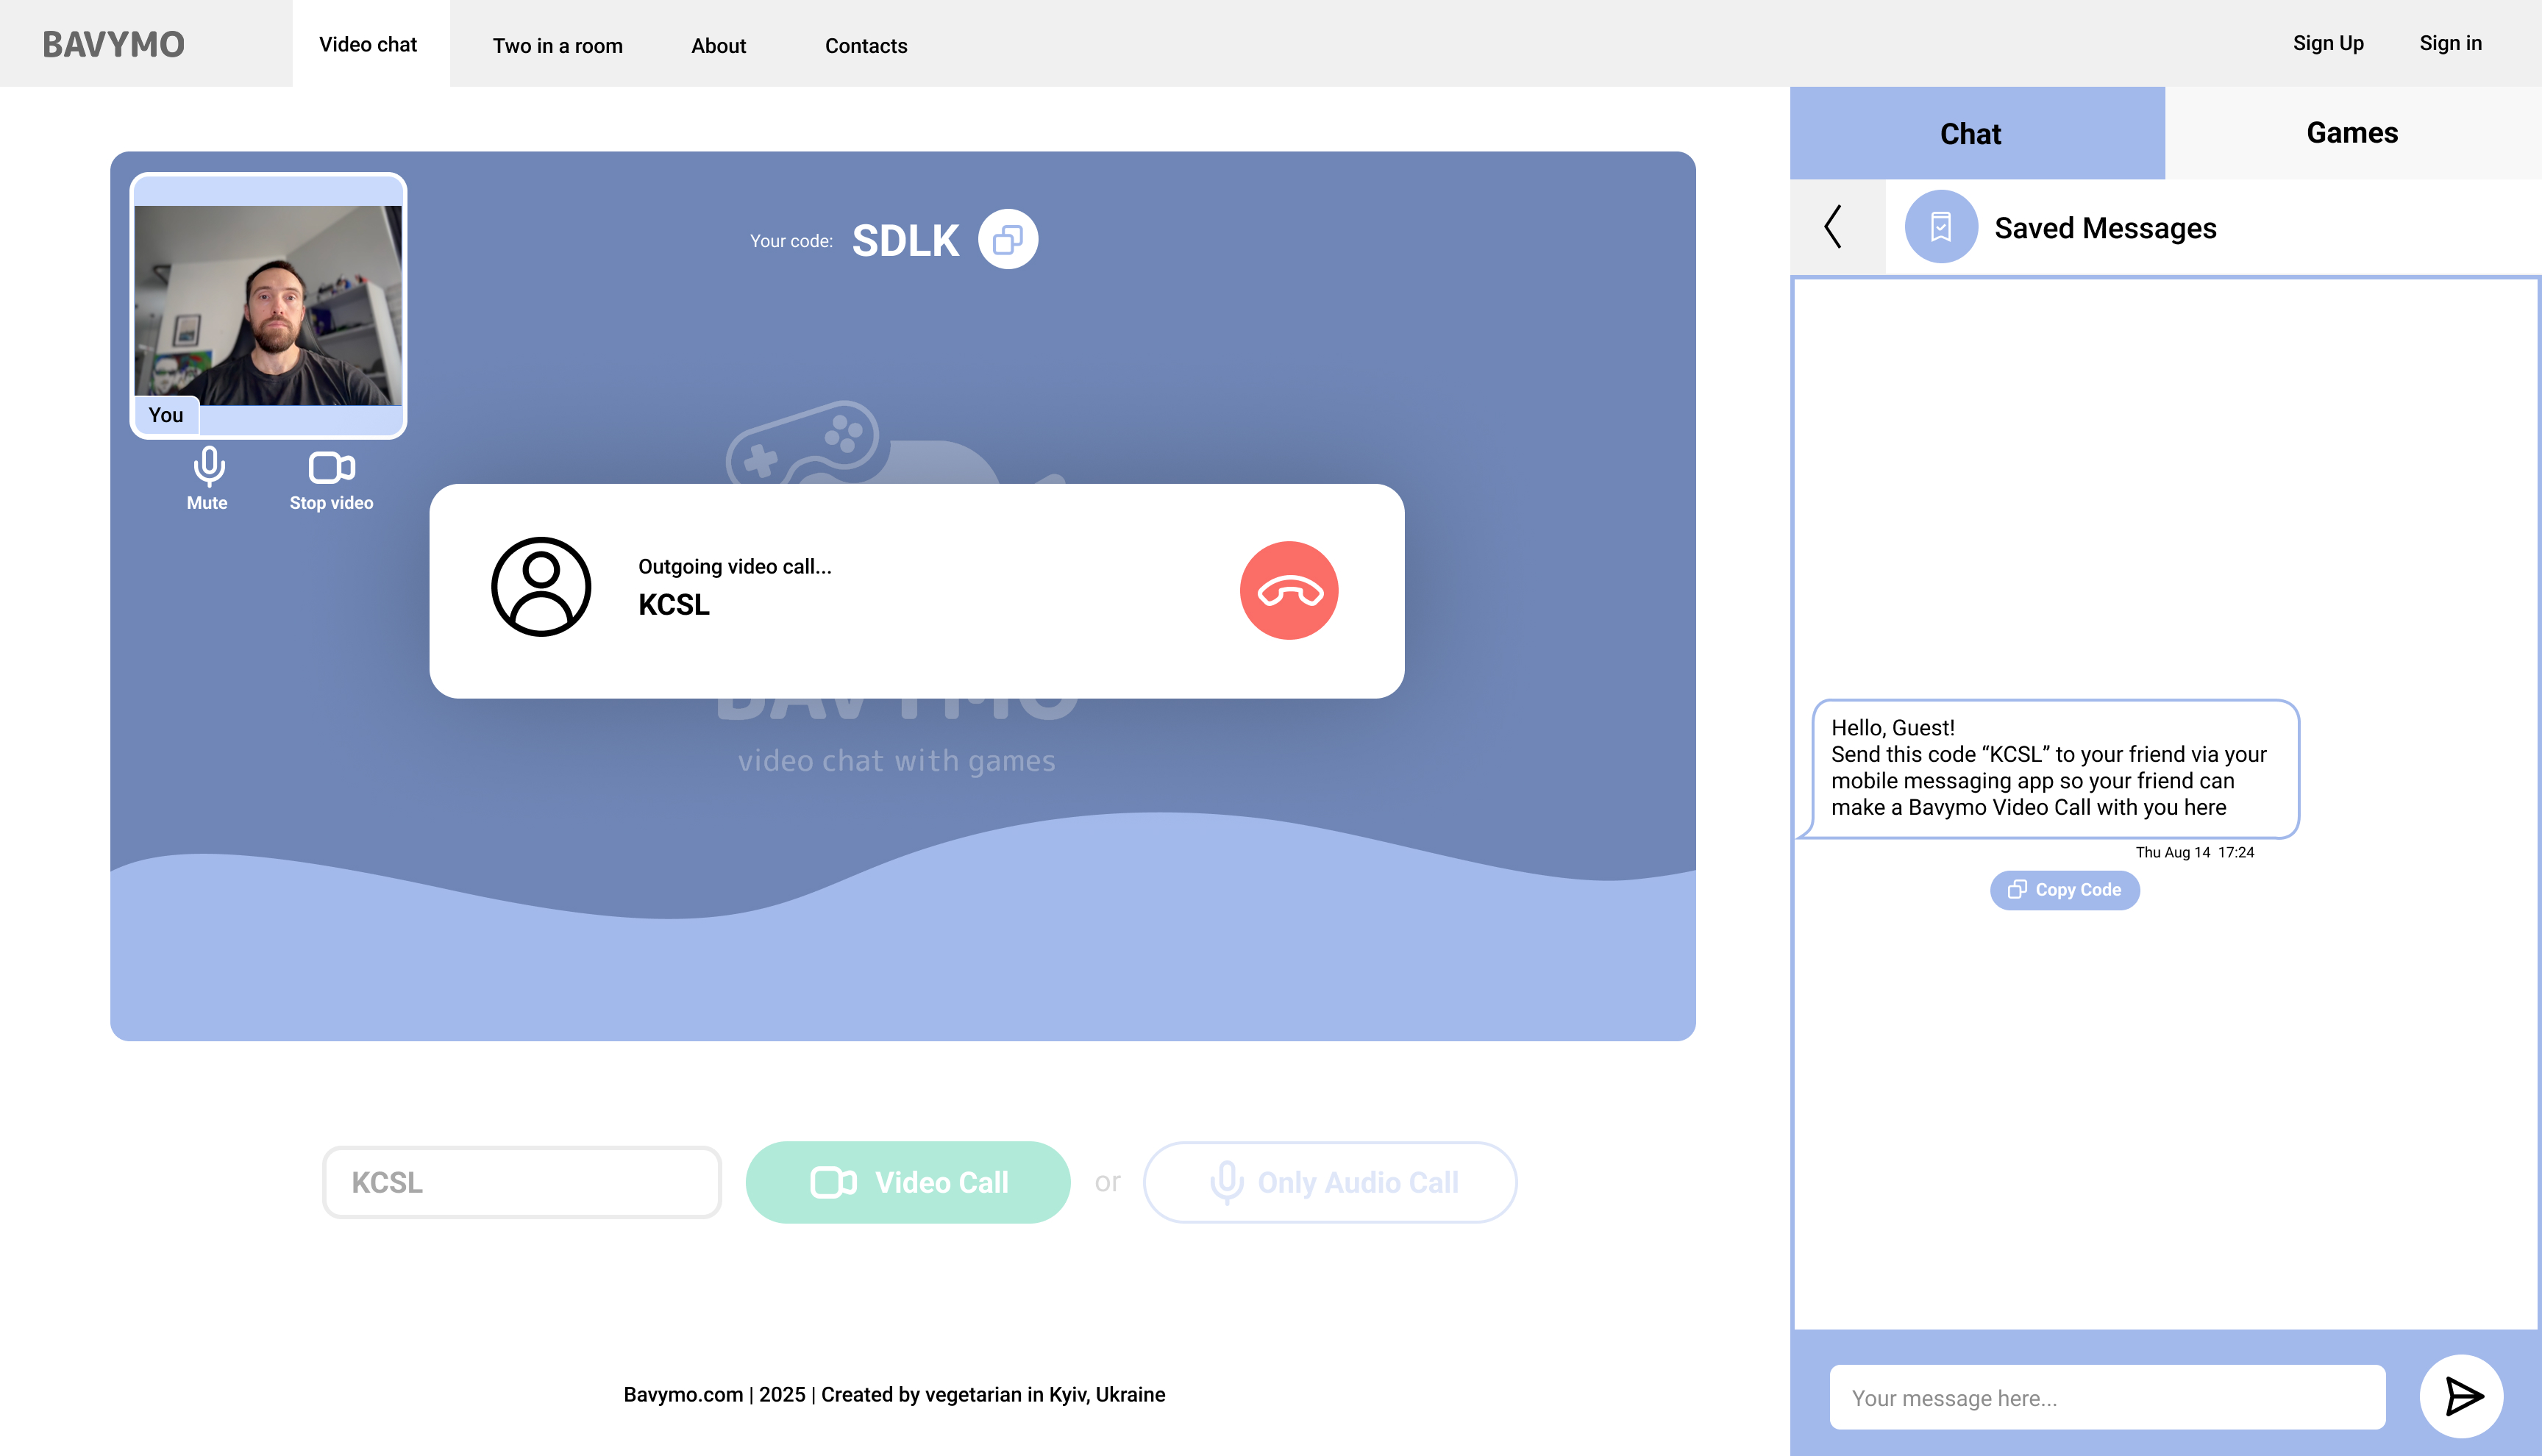 BAVYMO
Video chat
Two in a room
About
Contacts
Sign Up
Sign in
Chat
Games
Saved Messages
Your code: SDLK
You
Mute
Stop video
Outgoing video call...
KCSL
BAVYMO
video chat with games
Hello, Guest!
Send this code “KCSL” to your friend via your
mobile messaging app so your friend can
make a Bavymo Video Call with you here
Thu Aug 14 17:24
Copy Code
KCSL
Video Call
or
Only Audio Call
Bavymo.com | 2025 | Created by vegetarian in Kyiv, Ukraine
Your message here...